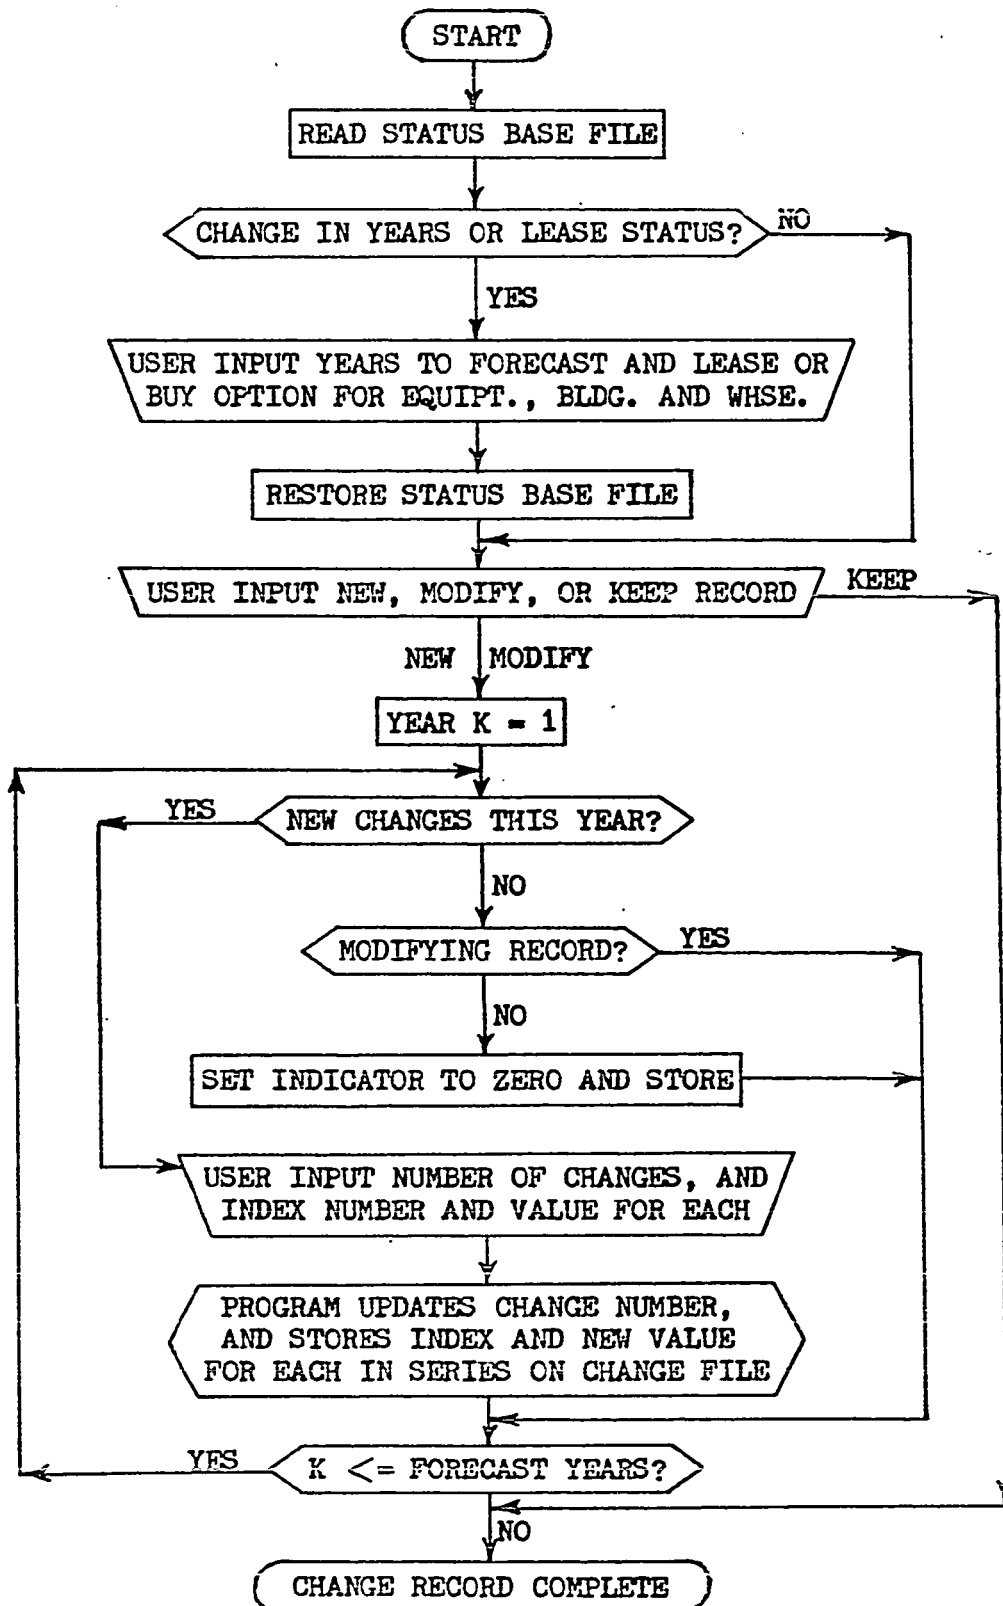 START
READ STATUS BASE FILE
CHANGE IN YEARS OR LEASE STATUS?
NO
YES
USER INPUT YEARS TO FORECAST AND LEASE OR
BUY OPTION FOR EQUIPT., BLDG. AND WHSE.
RESTORE STATUS BASE FILE
USER INPUT NEW, MODIFY, OR KEEP RECORD
KEEP
NEW MODIFY
YEAR K = 1
YES
NEW CHANGES THIS YEAR?
NO
MODIFYING RECORD?
YES
NO
SET INDICATOR TO ZERO AND STORE
USER INPUT NUMBER OF CHANGES, AND
INDEX NUMBER AND VALUE FOR EACH
PROGRAM UPDATES CHANGE NUMBER,
AND STORES INDEX AND NEW VALUE
FOR EACH IN SERIES ON CHANGE FILE
YES
K <= FORECAST YEARS?
NO
CHANGE RECORD COMPLETE